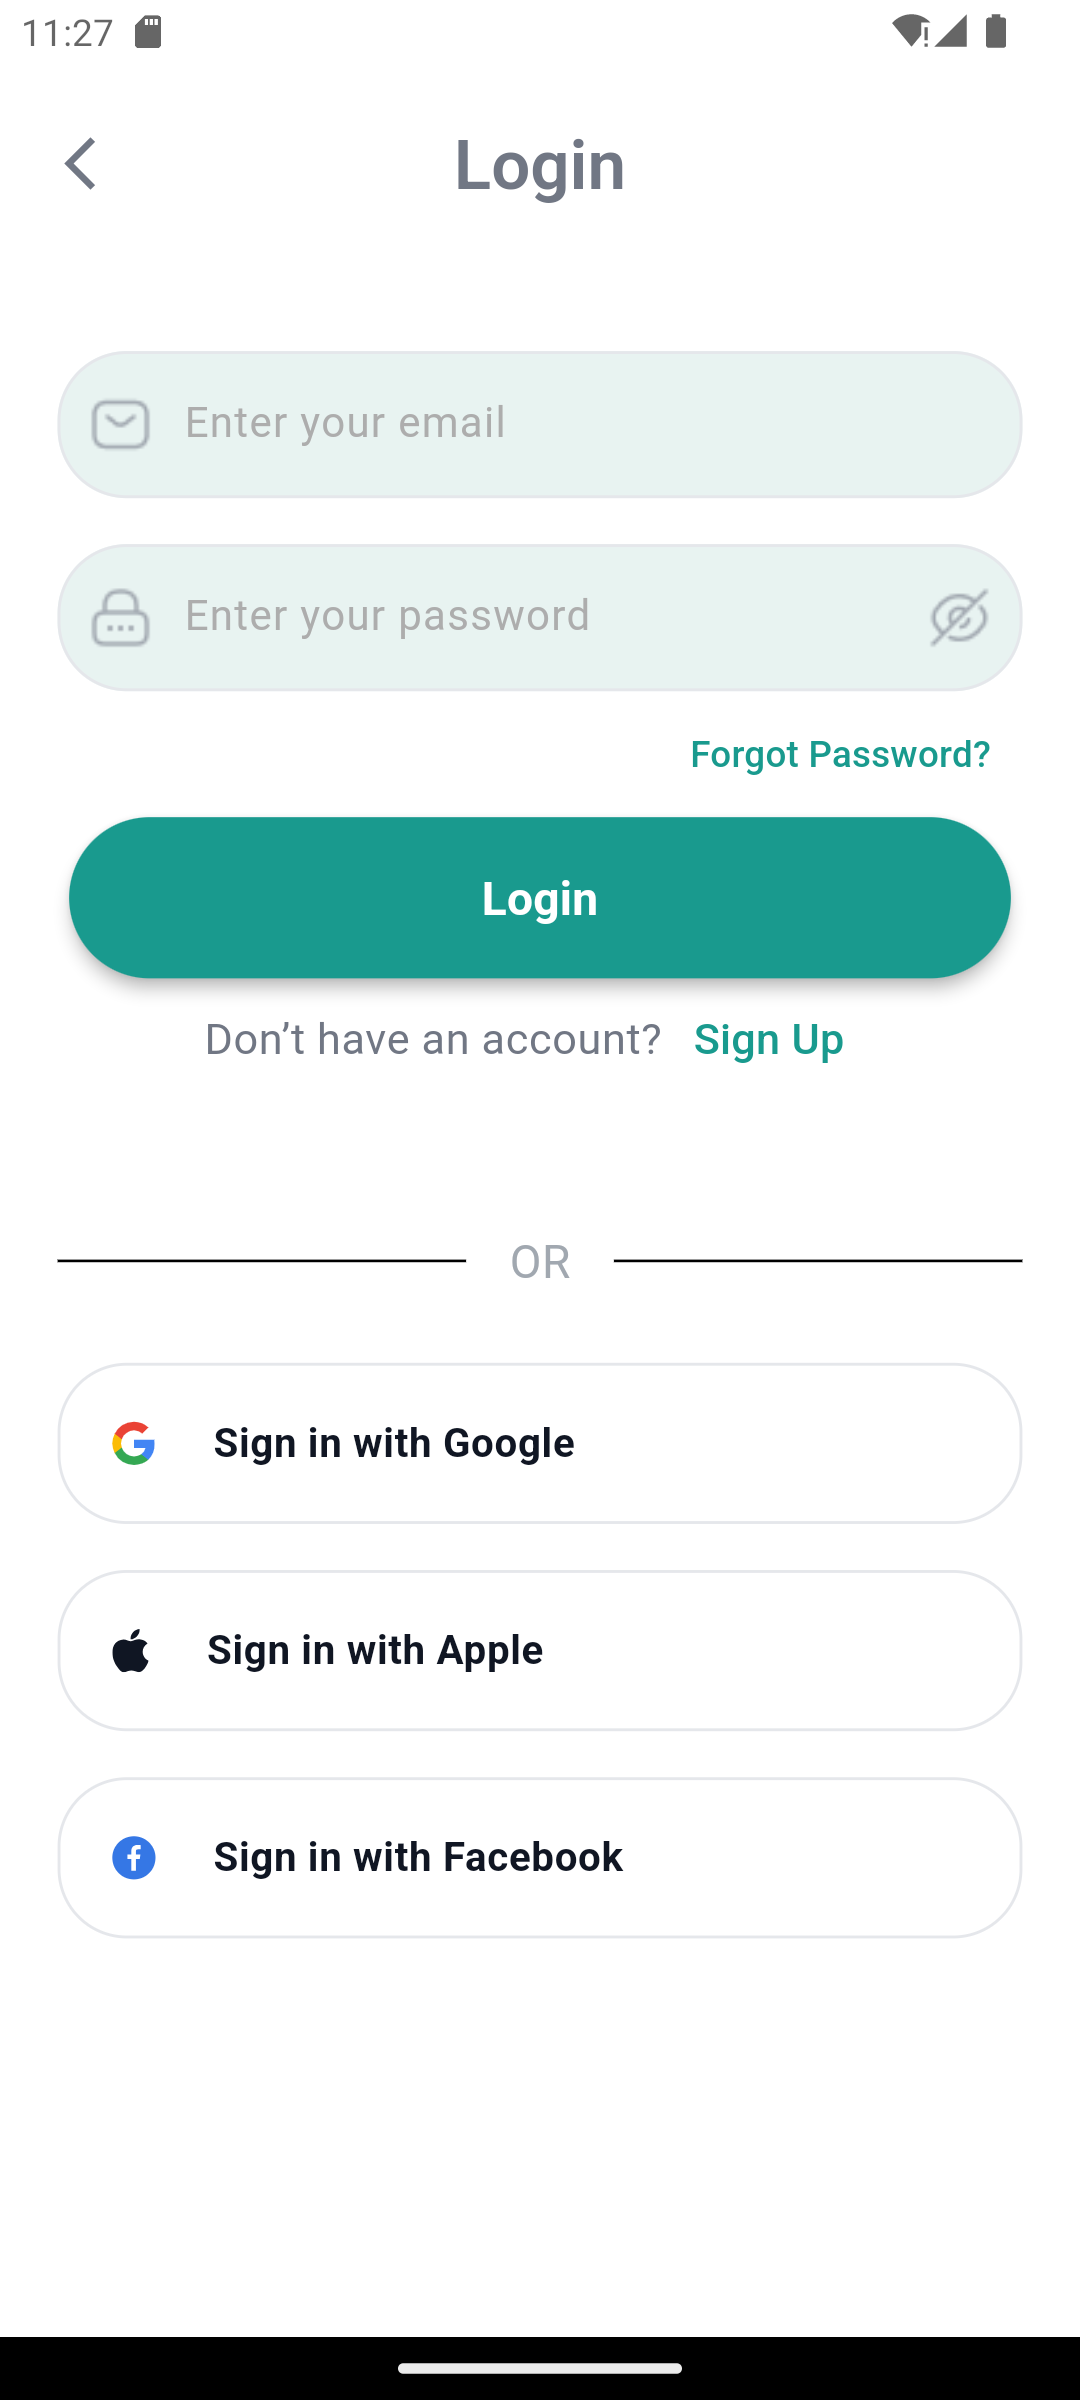 11:27
Login
Enter your email
Enter your password
Forgot Password?
Login
Don’t have an account? Sign Up
OR
Sign in with Google
Sign in with Apple
Sign in with Facebook